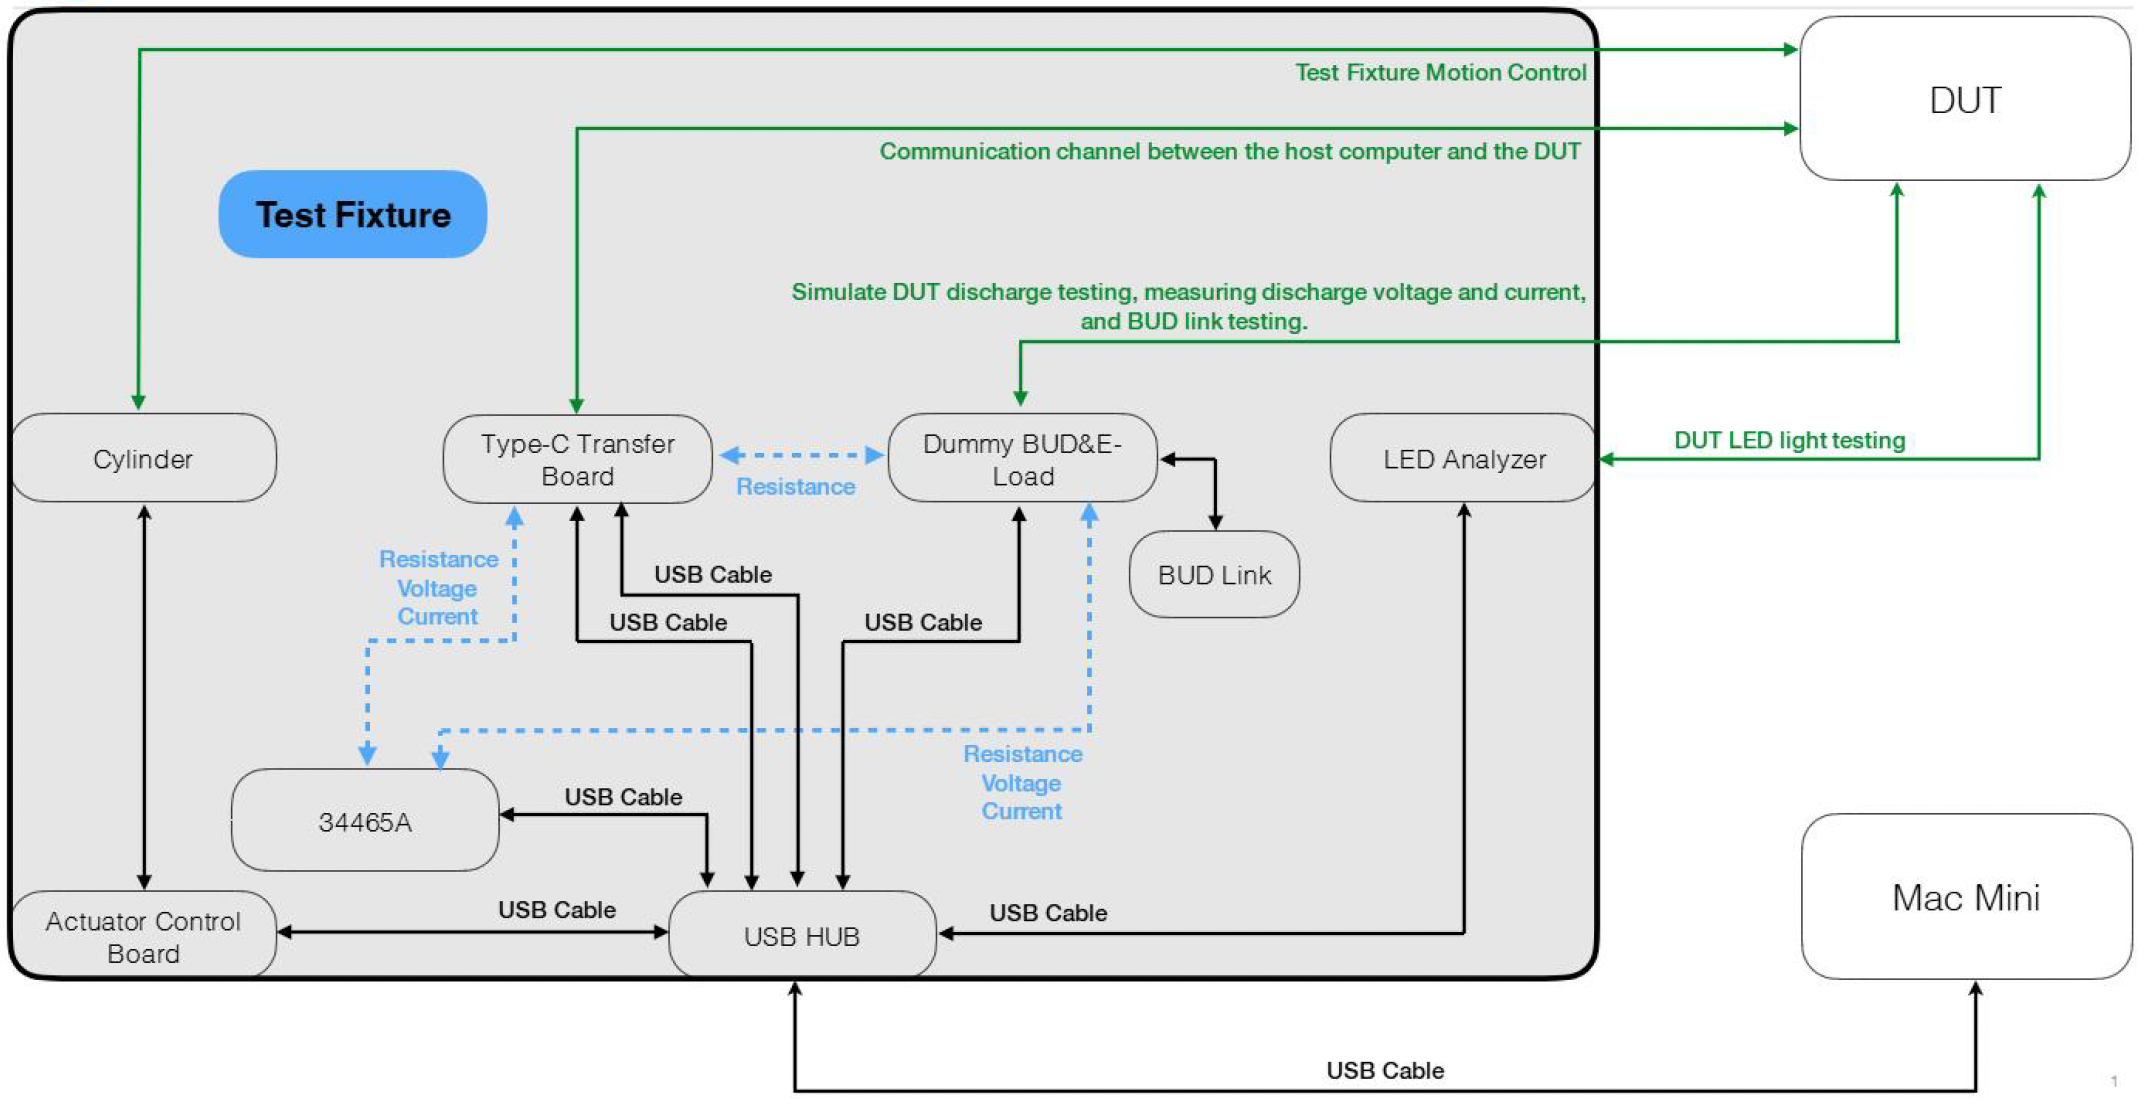 Test Fixture Motion Control
DUT
Communication channel between the host computer and the DUT
Test Fixture
Simulate DUT discharge testing, measuring discharge voltage and current,
and BUD link testing.
Cylinder
Type-C Transfer
Board
Resistance
Dummy BUD&E-
Load
LED Analyzer
DUT LED light testing
Resistance
Voltage
Current
USB Cable
USB Cable
USB Cable
BUD Link
Resistance
Voltage
Current
34465A
USB Cable
Actuator Control
Board
USB Cable
USB HUB
USB Cable
Mac Mini
USB Cable
1